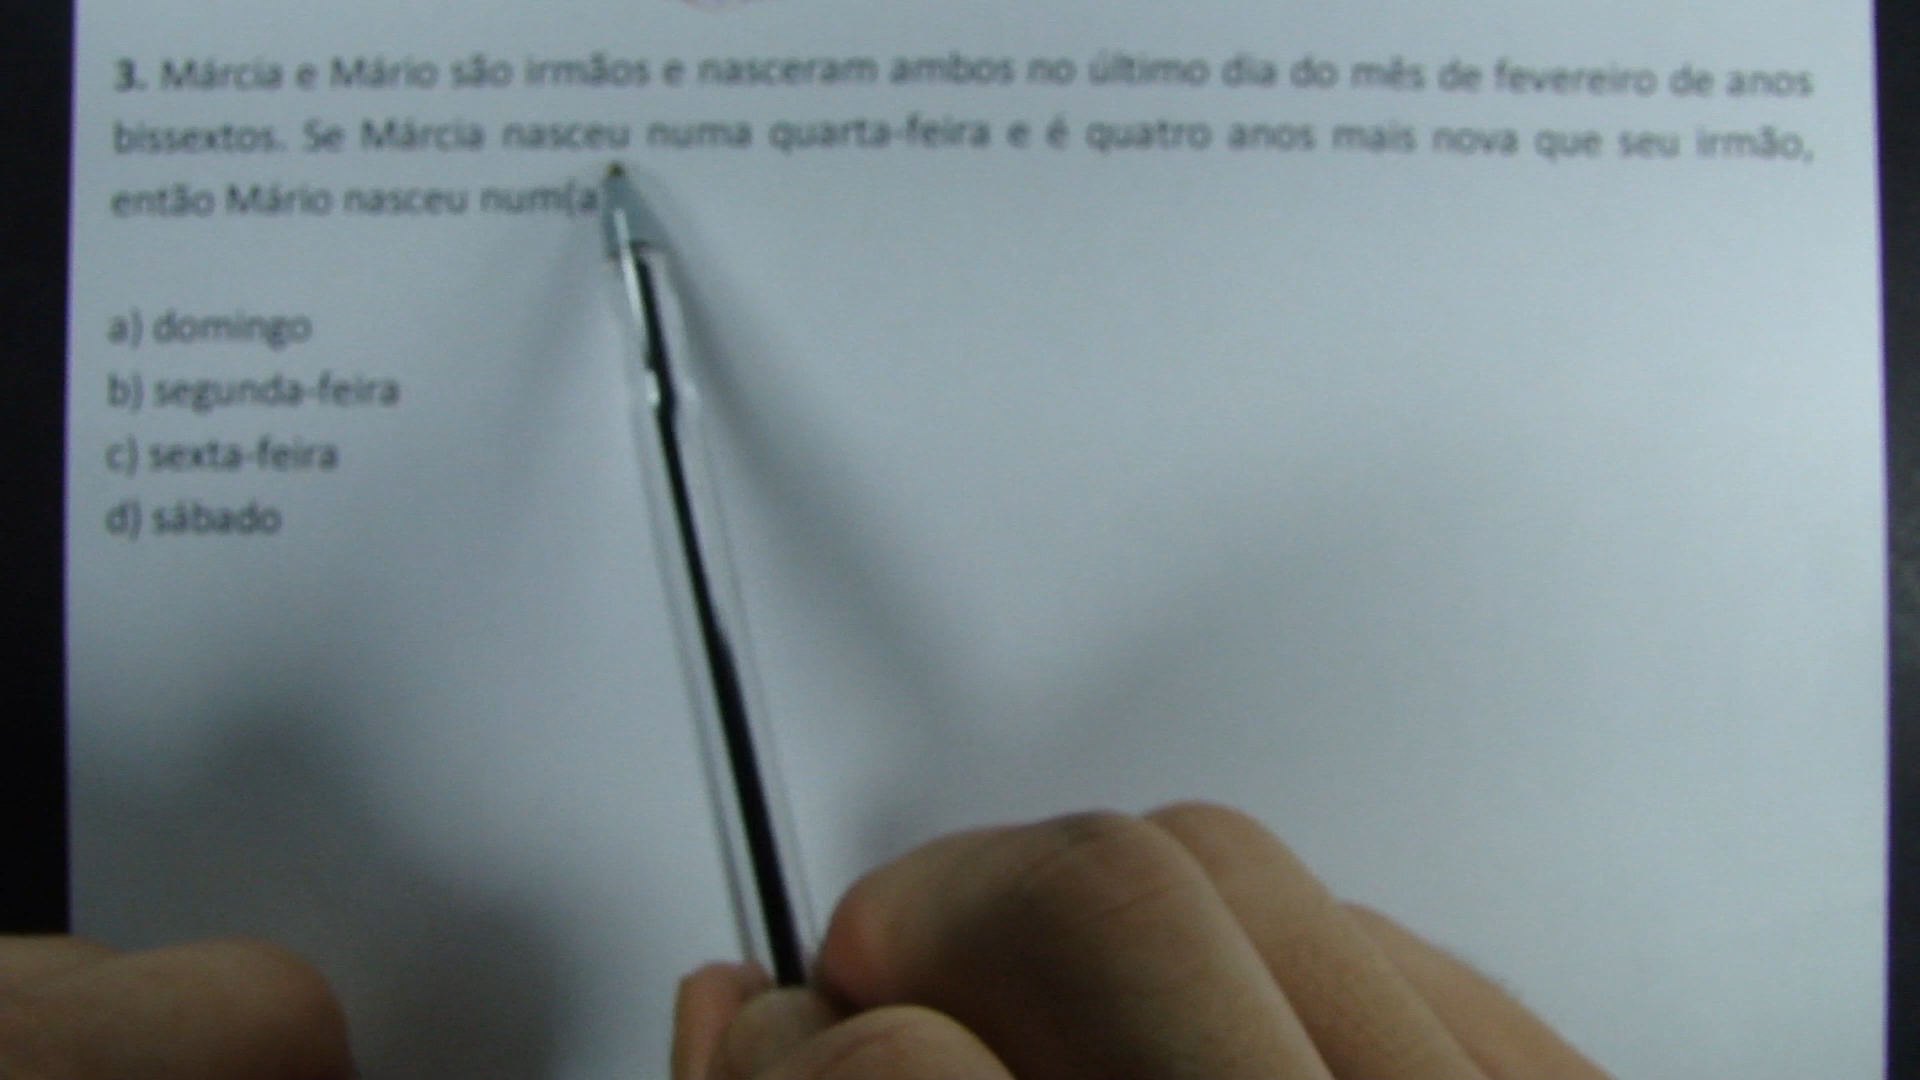 3. Márcia e Mário são irmãos e nasceram ambos no último dia do mês de fevereiro de anos
bissextos. Se Márcia nasceu numa quarta-feira e é quatro anos mais nova que seu irmão,
então Mário nasceu num(a
a) domingo
b) segunda-feira
c) sexta-feira
d) sábado